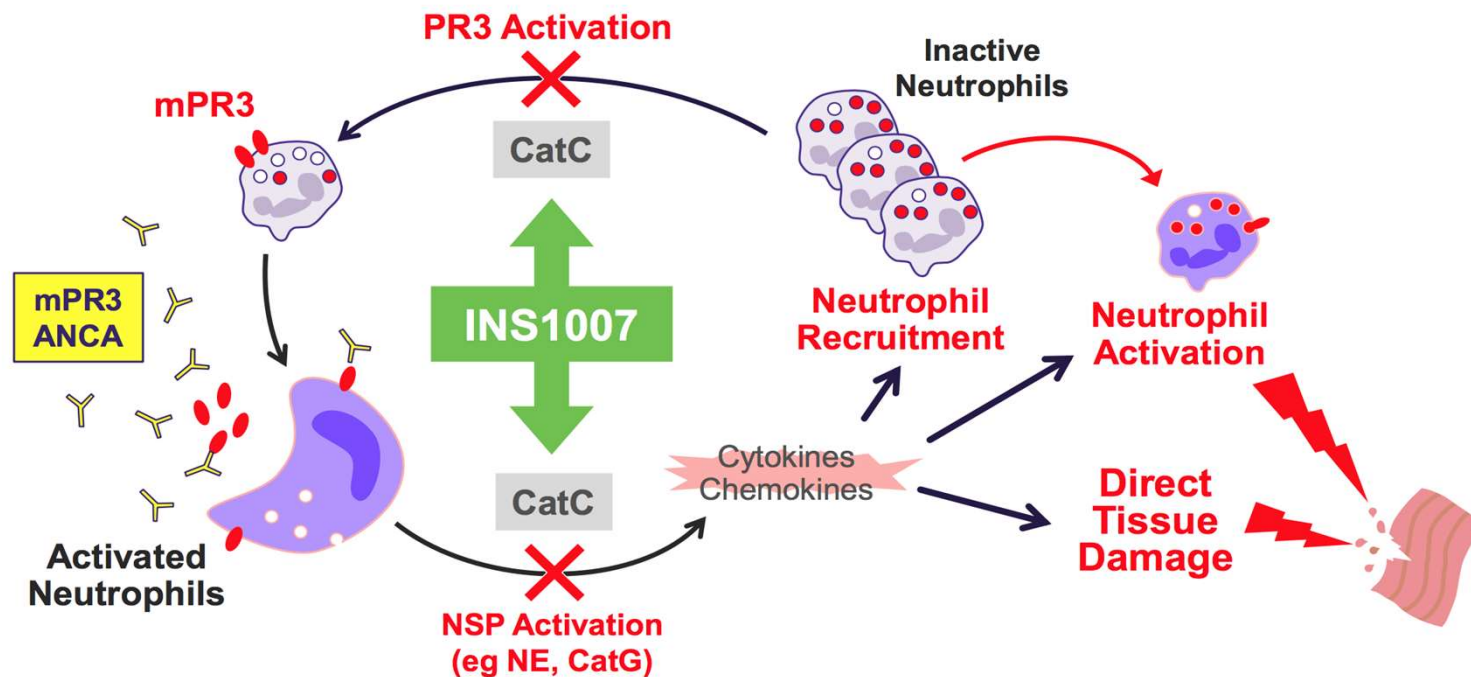 PR3 Activation
Inactive
Neutrophils
mPR3
CatC
mPR3
ANCA
INS1007
Neutrophil
Recruitment
Neutrophil
Activation
Cytokines
Chemokines
CatC
Direct
Tissue
Damage
Activated
Neutrophils
NSP Activation
(eg NE, CatG)